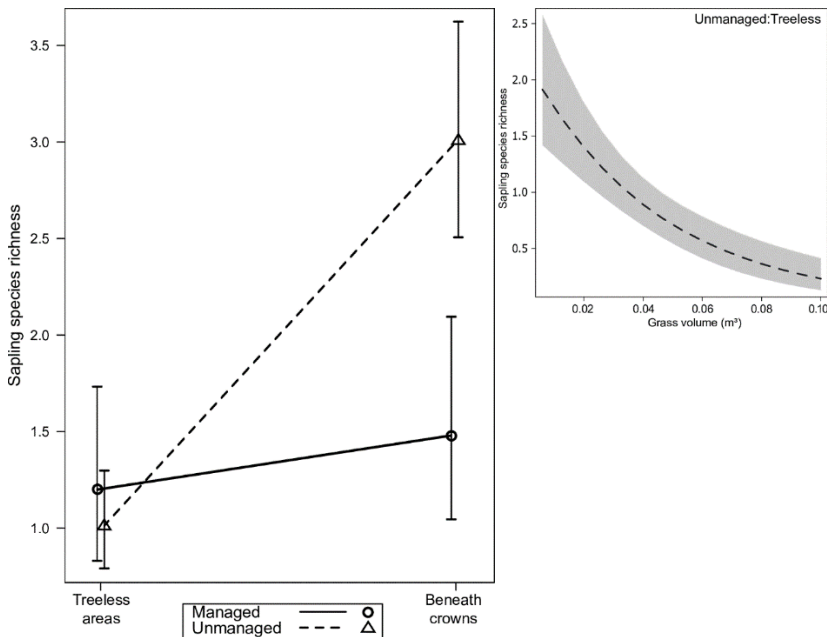 Sapling species richness
3.5
3.0
2.5
2.0
1.5
1.0
Treeless
areas
Beneath
crowns
Managed
Unmanaged
Unmanaged:Treeless
Sapling species richness
2.5
2.0
1.5
1.0
0.5
0.02 0.04 0.06 0.08 0.10
Grass volume (m³)